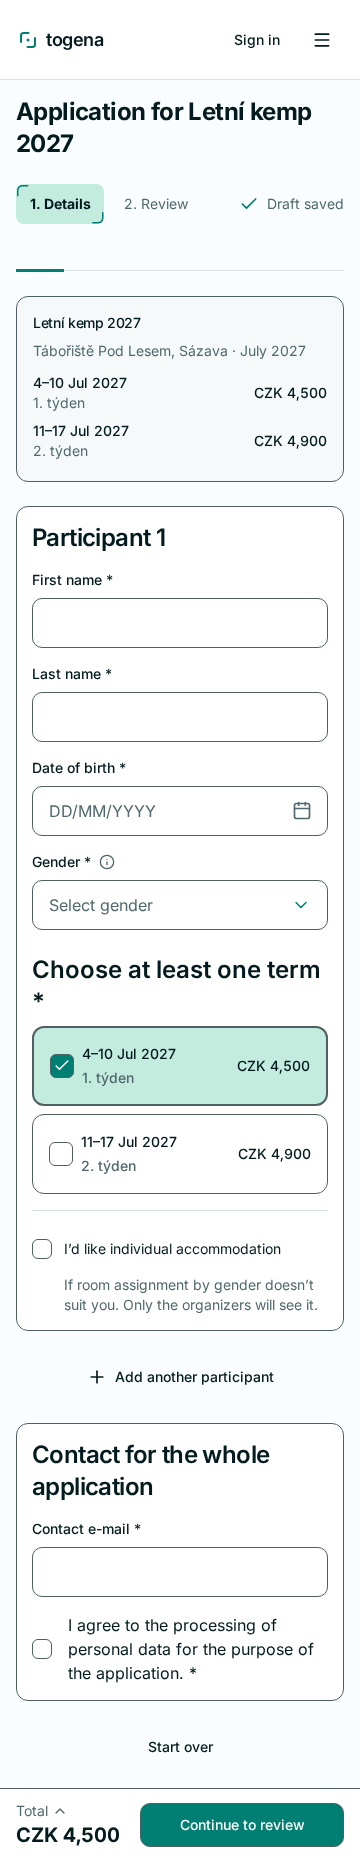 togena
Sign in
Application for Letní kemp
2027
1. Details
2. Review
Draft saved
Letní kemp 2027
Tábořiště Pod Lesem, Sázava · July 2027
4–10 Jul 2027
1. týden
CZK 4,500
11–17 Jul 2027
2. týden
CZK 4,900
Participant 1
First name *
Last name *
Date of birth *
DD/MM/YYYY
Gender *
Select gender
Choose at least one term
*
4–10 Jul 2027
1. týden
CZK 4,500
11–17 Jul 2027
2. týden
CZK 4,900
I’d like individual accommodation
If room assignment by gender doesn’t
suit you. Only the organizers will see it.
Add another participant
Contact for the whole
application
Contact e-mail *
I agree to the processing of
personal data for the purpose of
the application. *
Start over
Total
CZK 4,500
Continue to review